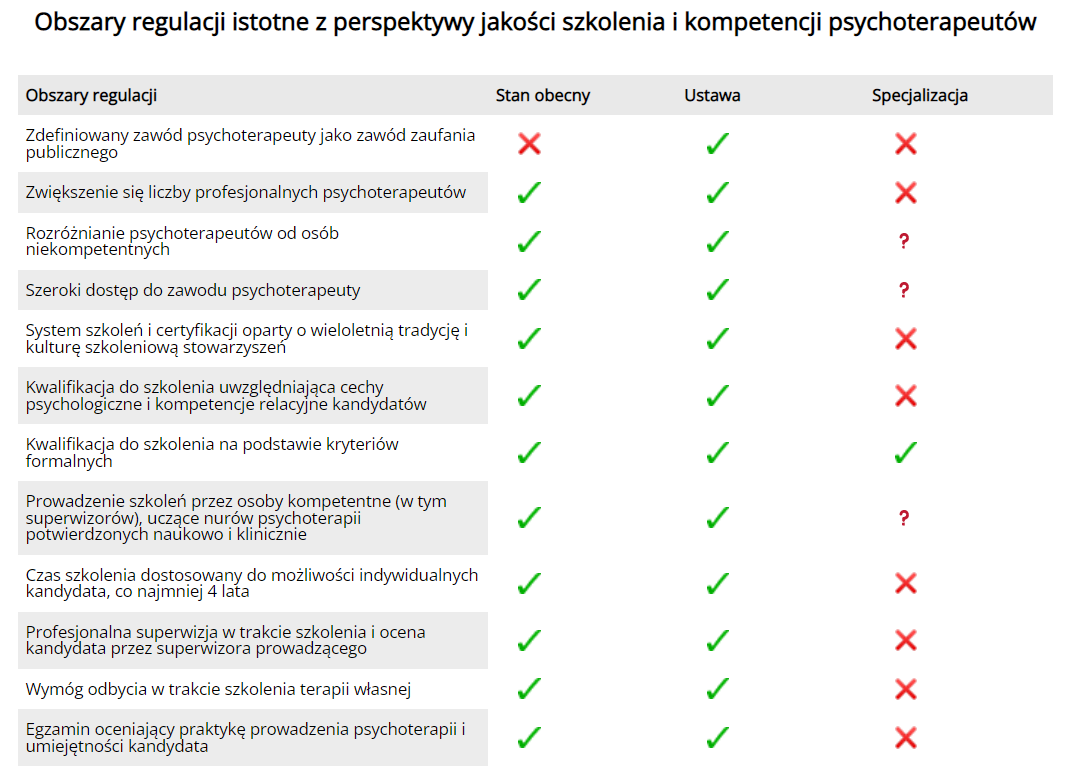 Obszary regulacji istotne z perspektywy jakości szkolenia i kompetencji psychoterapeutów
Obszary regulacji Stan obecny Ustawa Specjalizacja
Zdefiniowany zawód psychoterapeuty jako zawód zaufania
publicznego
Zwiększenie się liczby profesjonalnych psychoterapeutów
Rozróżnianie psychoterapeutów od osób
niekompetentnych
?
Szeroki dostęp do zawodu psychoterapeuty
?
System szkoleń i certyfikacji oparty o wieloletnią tradycję i
kulturę szkoleniową stowarzyszeń
Kwalifikacja do szkolenia uwzględniająca cechy
psychologiczne i kompetencje relacyjne kandydatów
Kwalifikacja do szkolenia na podstawie kryteriów
formalnych
Prowadzenie szkoleń przez osoby kompetentne (w tym
superwizorów), uczące nurów psychoterapii
potwierdzonych naukowo i klinicznie
?
Czas szkolenia dostosowany do możliwości indywidualnych
kandydata, co najmniej 4 lata
Profesjonalna superwizja w trakcie szkolenia i ocena
kandydata przez superwizora prowadzącego
Wymóg odbycia w trakcie szkolenia terapii własnej
Egzamin oceniający praktykę prowadzenia psychoterapii i
umiejętności kandydata